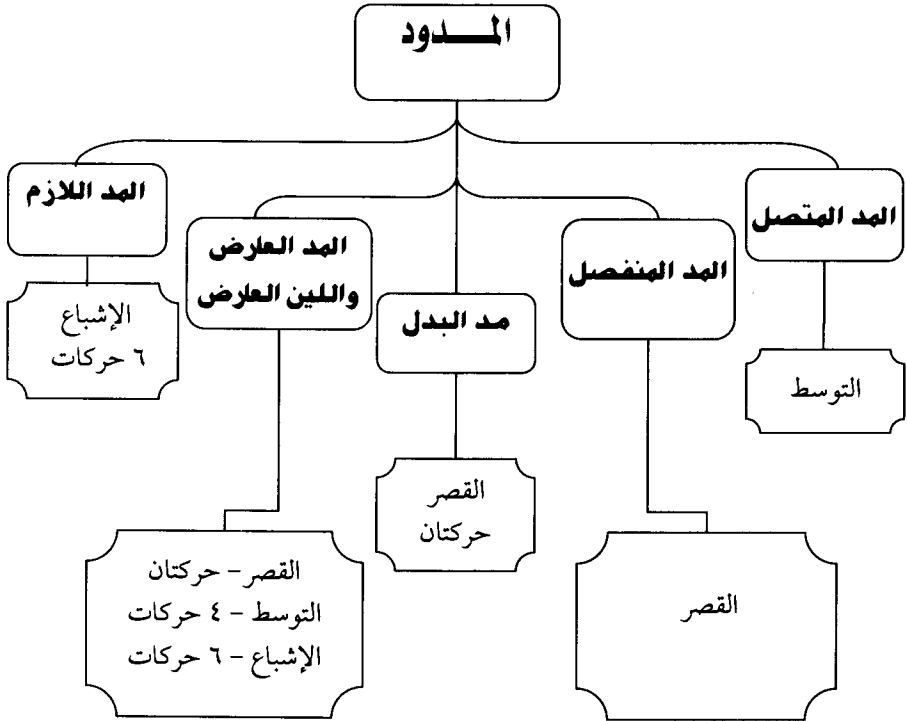 المـــدود
المد المتصل
التوسط
المد المنفصل
القصر
مد البدل
القصر
حركتان
المد العارض
واللين العارض
القصر – حركتان
التوسط – ٤ حركات
الإشباع – ٦ حركات
المد اللازم
الإشباع
٦ حركات